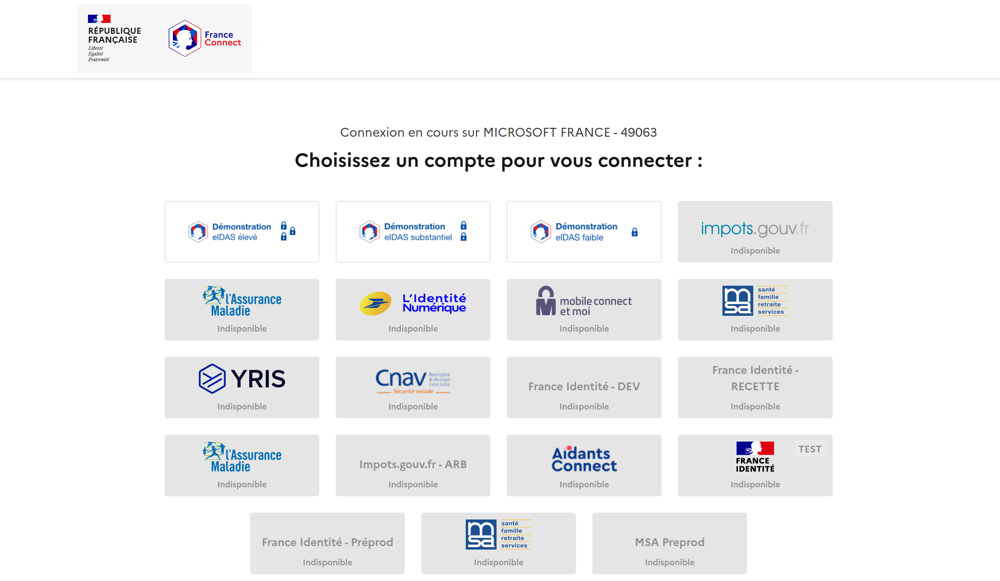 RÉPUBLIQUE
FRANÇAISE
Liberté
Égalité
Fraternité
France
Connect
Connexion en cours sur MICROSOFT FRANCE - 49063
Choisissez un compte pour vous connecter :
Démonstration
eIDAS élevé
Démonstration
eIDAS substantiel
Démonstration
eIDAS faible
impots.gouv.fr
Indisponible
l'Assurance
Maladie
Indisponible
L'Identité
Numérique
Indisponible
mobile connect
et moi
Indisponible
msa
santé
famille
retraite
services
Indisponible
YRIS
Indisponible
Cnav
Retraite
& Action
sociale
Sécurité sociale
Indisponible
France Identité - DEV
Indisponible
France Identité -
RECETTE
Indisponible
l'Assurance
Maladie
Indisponible
Impots.gouv.fr - ARB
Indisponible
Aidants
Connect
Indisponible
TEST
FRANCE
IDENTITÉ
Indisponible
France Identité - Préprod
Indisponible
msa
santé
famille
retraite
services
Indisponible
MSA Preprod
Indisponible